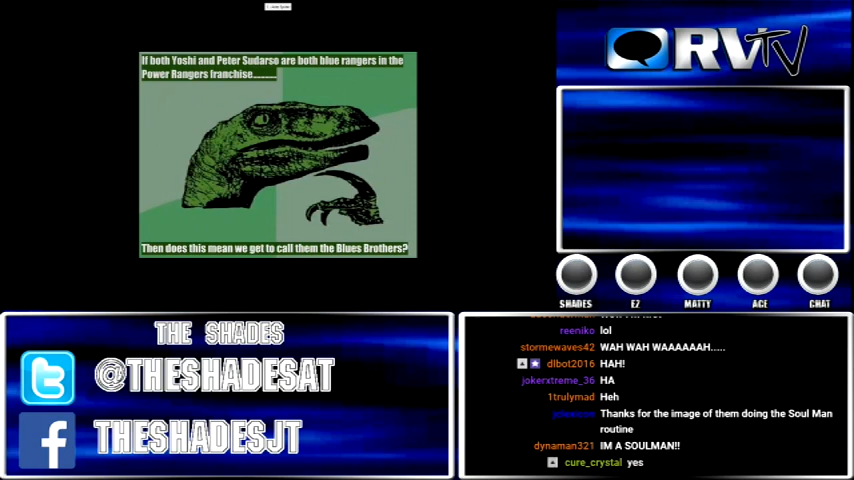 If both Yoshi and Peter Sudarso are both blue rangers in the
Power Rangers franchise..........
Then does this mean we get to call them the Blues Brothers?
RVTV
SHADES
EZ
MATTY
ACE
CHAT
THE SHADES
@THESHADESAT
THESHADESJT
reeniko lol
stormewaves42 WAH WAH WAAAAAAH.....
dlbot2016 HAH!
jokerxtreme_36 HA
1trulymad Heh
Thanks for the image of them doing the Soul Man
routine
dynaman321 IM A SOULMAN!!
cure_crystal yes